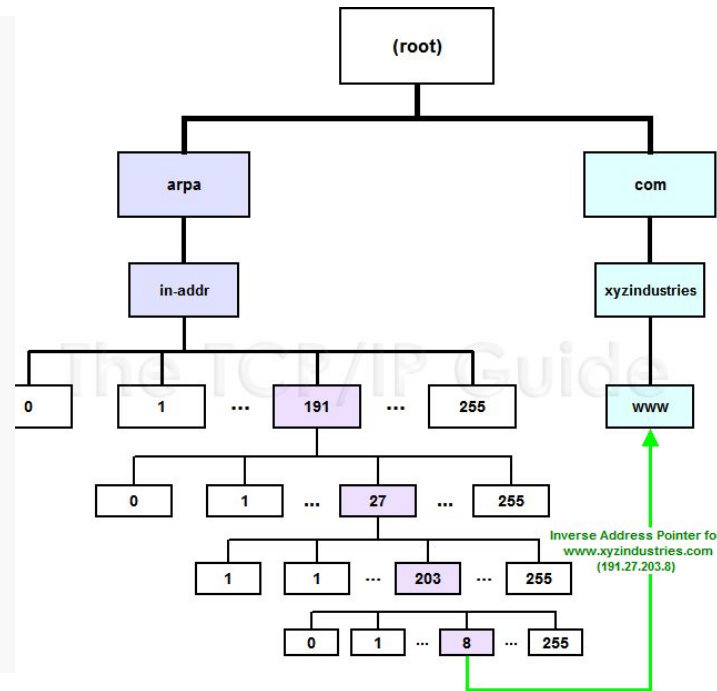 (root)
arpa
com
in-addr
xyzindustries
The TCP/IP Guide
0 1 ... 191 ... 255
www
0 1 ... 27 ... 255
Inverse Address Pointer fo
www.xyzindustries.com
(191.27.203.8)
1 1 ... 203 ... 255
0 1 ... 8 ... 255